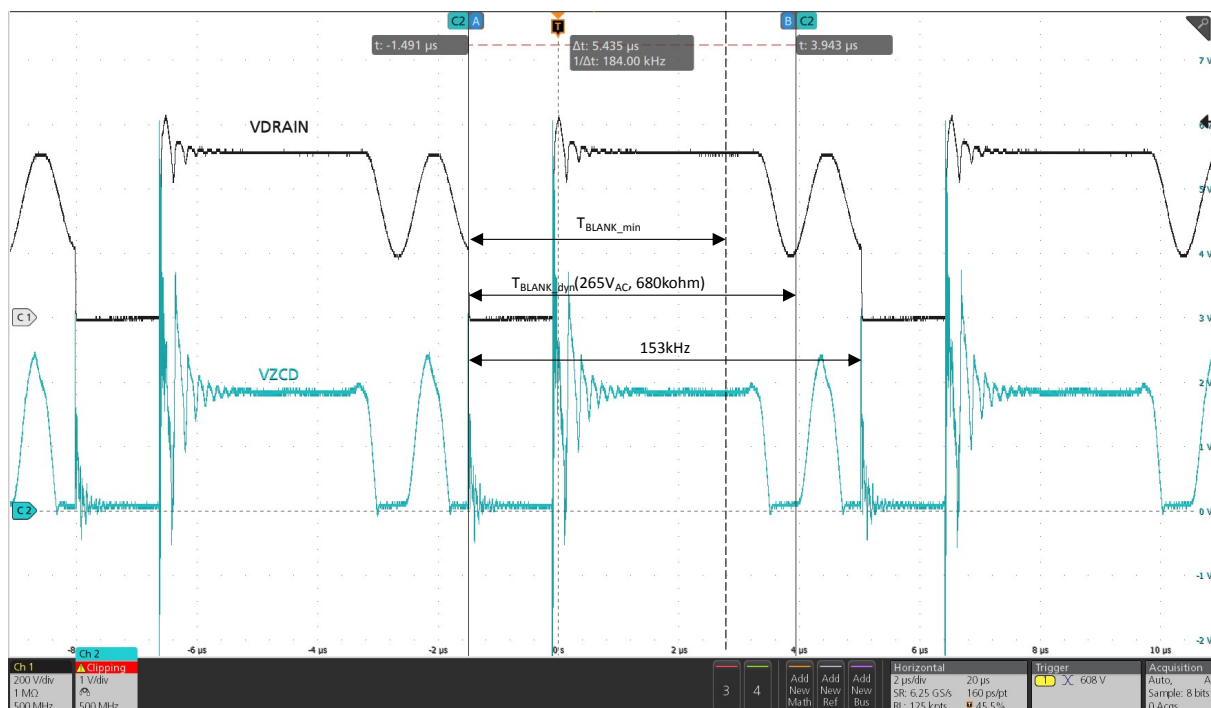 C2 A
T
B C2
t: -1.491 µs
Δt: 5.435 µs
1/Δt: 184.00 kHz
t: 3.943 µs
7 V
VDRAIN
6 V
5 V
TBLANK_min
4 V
TBLANK_dyn(265VAC, 680kohm)
C 1
3 V
153kHz
VZCD
2 V
1 V
C 2
0 V
-1 V
-2 V
-8 -6 µs -4 µs -2 µs 0 s 2 µs 4 µs 6 µs 8 µs 10 µs
Ch 1
200 V/div
1 MΩ
500 MHz
Ch 2
Clipping
1 V/div
500 MHz
3
4
Add
New
Math
Add
New
Ref
Add
New
Bus
Horizontal
2 µs/div 20 µs
SR: 6.25 GS/s 160 ps/pt
RL: 125 kpts 45.5%
Trigger
1 608 V
Acquisition
Auto, A
Sample: 8 bits
0 Acqs